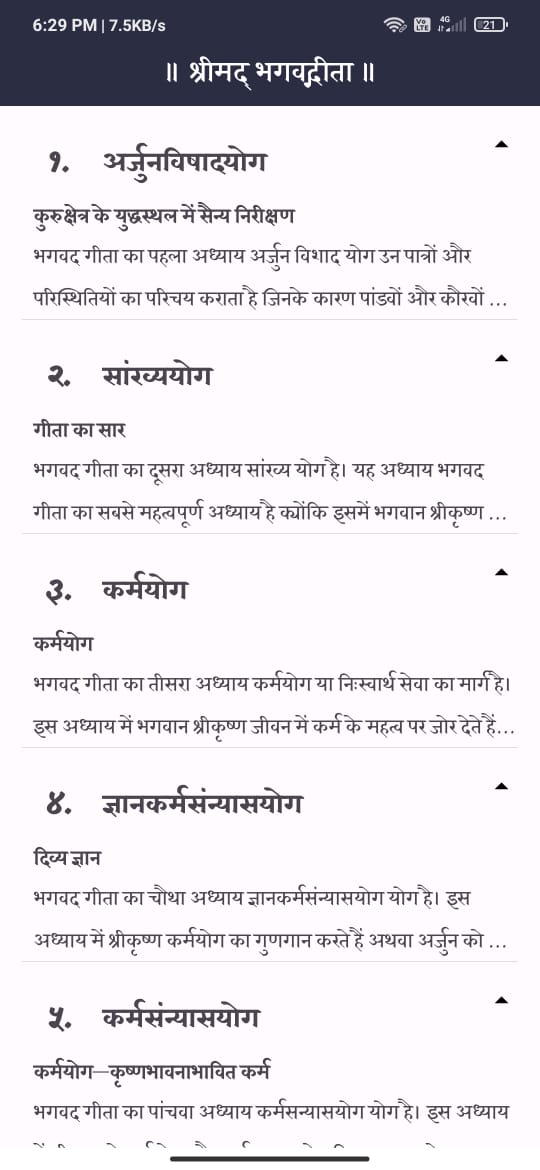 6:29 PM | 7.5KB/s
Vo LTE
4G
21
॥ श्रीमद् भगवद्गीता ॥
१. अर्जुनविषादयोग
कुरुक्षेत्र के युद्धस्थल में सैन्य निरीक्षण
भगवद गीता का पहला अध्याय अर्जुन विशाद योग उन पात्रों और
परिस्थितियों का परिचय कराता है जिनके कारण पांडवों और कौरवों ...
२. सांख्ययोग
गीता का सार
भगवद गीता का दूसरा अध्याय सांख्य योग है। यह अध्याय भगवद
गीता का सबसे महत्वपूर्ण अध्याय है क्योंकि इसमें भगवान श्रीकृष्ण ...
३. कर्मयोग
कर्मयोग
भगवद गीता का तीसरा अध्याय कर्मयोग या निःस्वार्थ सेवा का मार्ग है।
इस अध्याय में भगवान श्रीकृष्ण जीवन में कर्म के महत्व पर जोर देते हैं...
४. ज्ञानकर्मसंन्यासयोग
दिव्य ज्ञान
भगवद गीता का चौथा अध्याय ज्ञानकर्मसंन्यासयोग योग है। इस
अध्याय में श्रीकृष्ण कर्मयोग का गुणगान करते हैं अथवा अर्जुन को ...
५. कर्मसंन्यासयोग
कर्मयोग—कृष्णभावनाभावित कर्म
भगवद गीता का पांचवा अध्याय कर्मसन्यासयोग योग है। इस अध्याय